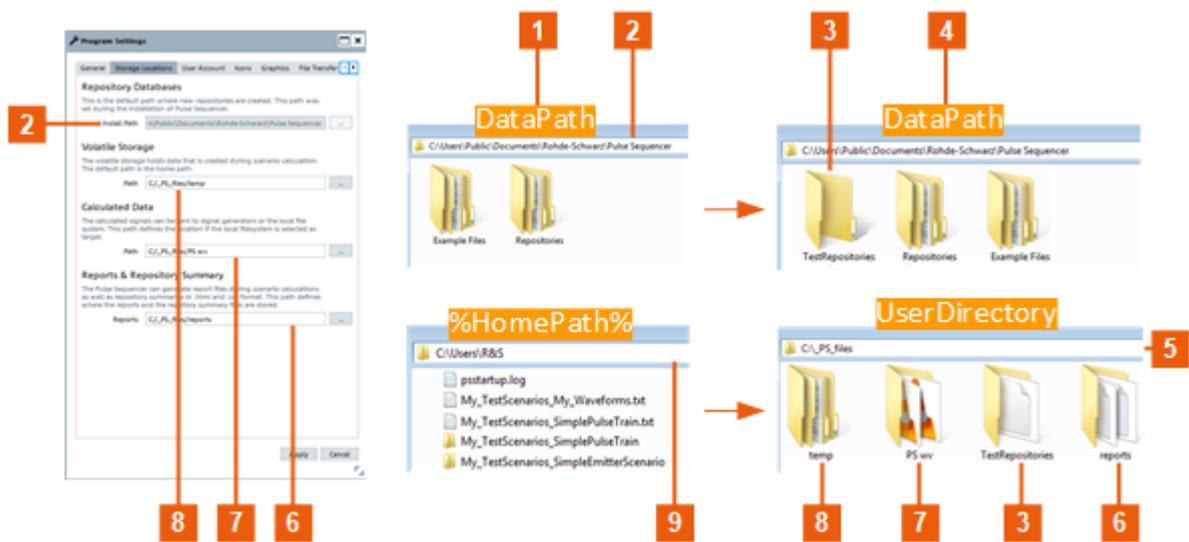 1
2
3
4
Program Settings
General Storage Locations User Account Icons Graphics File Transfer
Repository Databases
This is the default path where new repositories are created. This path was
set during the installation of Pulse Sequencer.
2
Install Path \Public\Documents\Rohde-Schwarz\Pulse Sequencer ...
Volatile Storage
The volatile storage holds data that is created during scenario calculation.
The default path is the home path.
Path C:/_PS_files/temp ...
Calculated Data
The calculated signals can be sent to signal generators or the local file
system. This path defines the location if the local filesystem is selected as
target.
Path C:/_PS_files/PS wv ...
Reports & Repository Summary
The Pulse Sequencer can generate report files during scenario calculations
as well as repository summaries in .html and format. This path defines
where the reports and the repository summary files are stored.
Reports C:/_PS_files/reports ...
Apply Cancel
8
7
6
DataPath
C:\Users\Public\Documents\Rohde-Schwarz\Pulse Sequencer
Example Files Repositories
DataPath
C:\Users\Public\Documents\Rohde-Schwarz\Pulse Sequencer
TestRepositories Repositories Example Files
%HomePath%
C:\Users\R&S
psstartup.log
My_TestScenarios_My_Waveforms.txt
My_TestScenarios_SimplePulseTrain.txt
My_TestScenarios_SimplePulseTrain
My_TestScenarios_SimpleEmitterScenario
9
UserDirectory
C:\_PS_files
5
temp PS wv TestRepositories reports
8
7
3
6